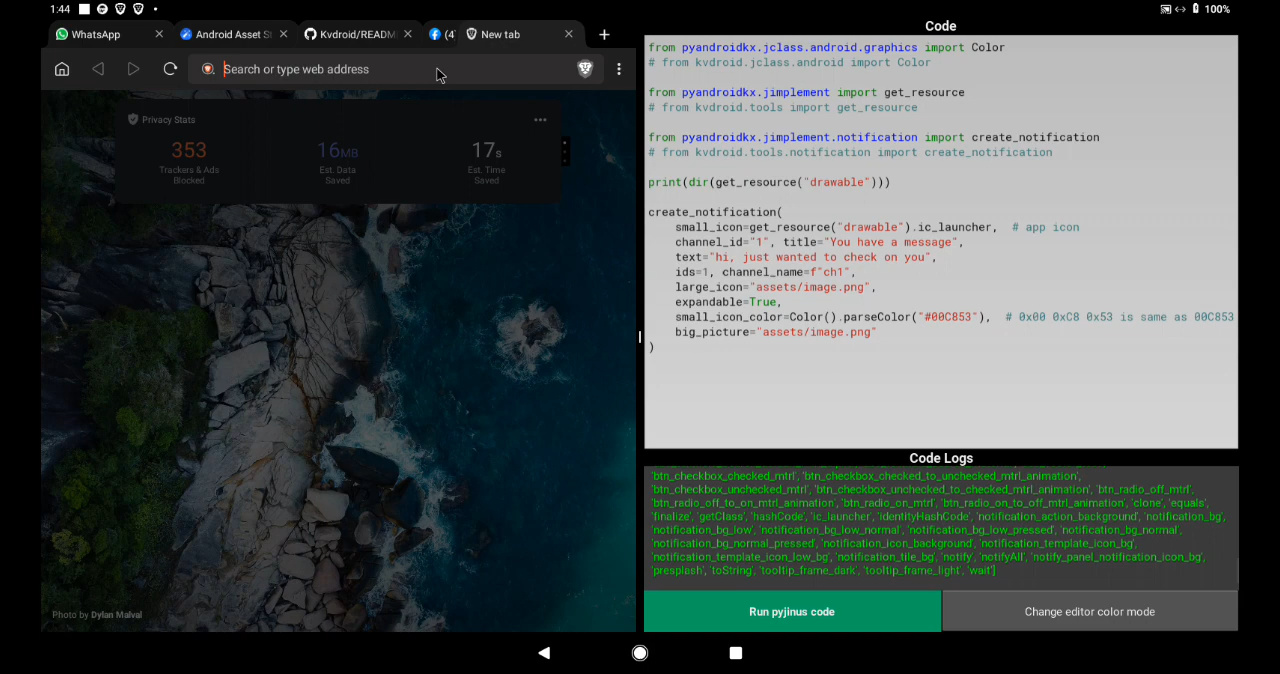 1:44
100%
WhatsApp
Android Asset S
Kvdroid/READM
(4
New tab
Search or type web address
Privacy Stats
353
16MB
17s
Trackers & Ads
Blocked
Est. Data
Saved
Est. Time
Saved
Photo by Dylan Malval
Code
from pyandroidkx.jclass.android.graphics import Color
# from kvdroid.jclass.android import Color
from pyandroidkx.jimplement import get_resource
# from kvdroid.tools import get_resource
from pyandroidkx.jimplement.notification import create_notification
# from kvdroid.tools.notification import create_notification
print(dir(get_resource("drawable")))
create_notification(
small_icon=get_resource("drawable").ic_launcher,  # app icon
channel_id="1", title="You have a message",
text="hi, just wanted to check on you",
ids=1, channel_name=f"ch1",
large_icon="assets/image.png",
expandable=True,
small_icon_color=Color().parseColor("#00C853"),  # 0x00 0xC8 0x53 is same as 00C853
big_picture="assets/image.png"
)
Code Logs
'btn_checkbox_checked_mtrl', 'btn_checkbox_checked_to_unchecked_mtrl_animation',
'btn_checkbox_unchecked_mtrl', 'btn_checkbox_unchecked_to_checked_mtrl_animation', 'btn_radio_off_mtrl',
'btn_radio_off_to_on_mtrl_animation', 'btn_radio_on_mtrl', 'btn_radio_on_to_off_mtrl_animation', 'clone', 'equals',
'finalize', 'getClass', 'hashCode', 'ic_launcher', 'identityHashCode', 'notification_action_background', 'notification_bg',
'notification_bg_low', 'notification_bg_low_normal', 'notification_bg_low_pressed', 'notification_bg_normal',
'notification_bg_normal_pressed', 'notification_icon_background', 'notification_template_icon_bg',
'notification_template_icon_low_bg', 'notification_tile_bg', 'notify', 'notifyAll', 'notify_panel_notification_icon_bg',
'presplash', 'toString', 'tooltip_frame_dark', 'tooltip_frame_light', 'wait']
Run pyjinus code
Change editor color mode